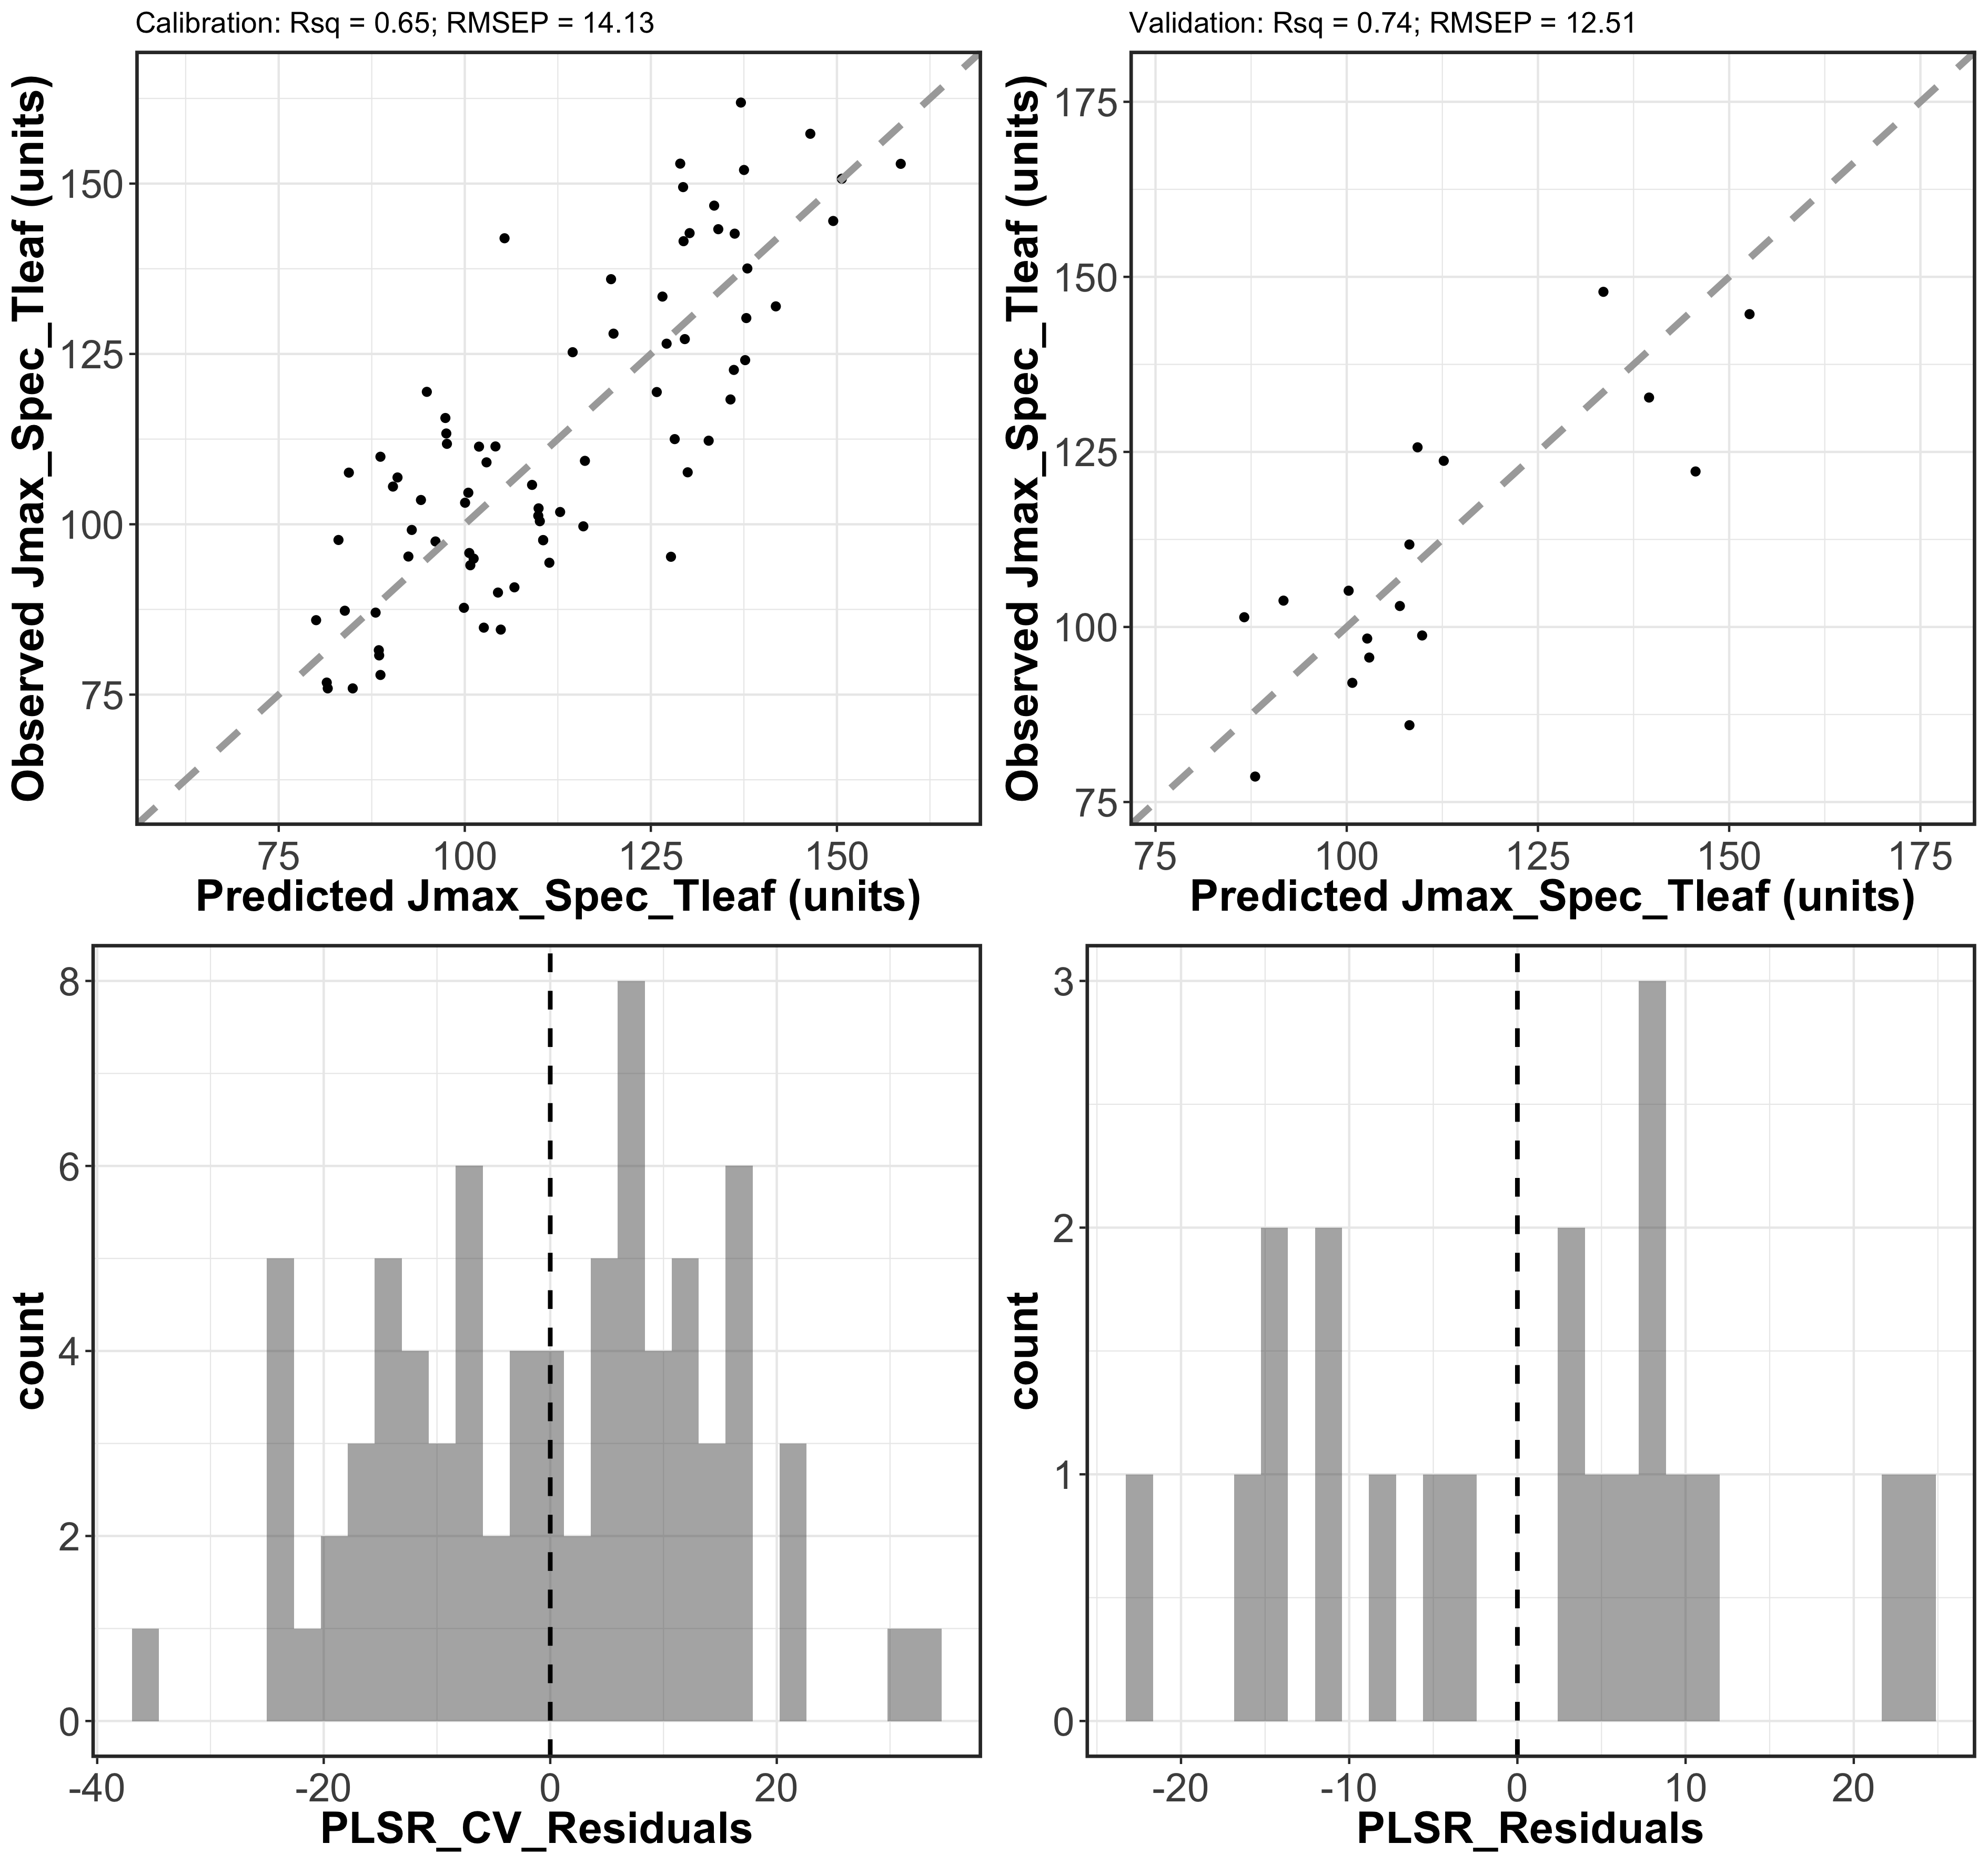 Calibration: Rsq = 0.65; RMSEP = 14.13
Observed Jmax_Spec_Tleaf (units)
150
125
100
75
75 100 125 150
Predicted Jmax_Spec_Tleaf (units)
Validation: Rsq = 0.74; RMSEP = 12.51
Observed Jmax_Spec_Tleaf (units)
175
150
125
100
75
75 100 125 150 175
Predicted Jmax_Spec_Tleaf (units)
count
8
6
4
2
0
-40 -20 0 20
PLSR_CV_Residuals
count
3
2
1
0
-20 -10 0 10 20
PLSR_Residuals